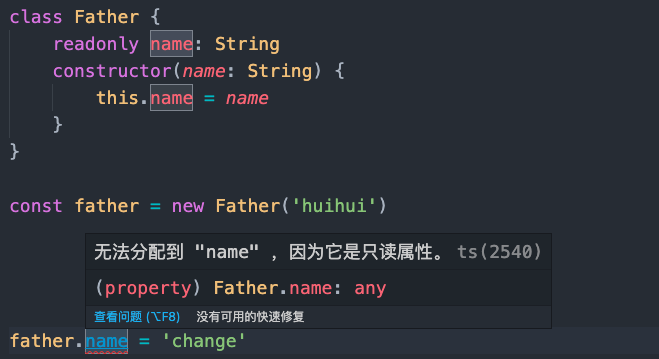 class Father {
    readonly name: String
    constructor(name: String) {
        this.name = name
    }
}
const father = new Father('huihui')
无法分配到 "name" ，因为它是只读属性。 ts(2540)
(property) Father.name: any
查看问题 (⌥F8) 没有可用的快速修复
father.name = 'change'